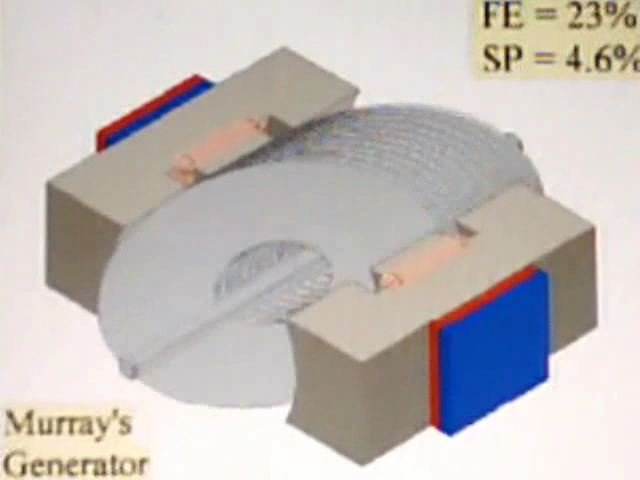 FE = 23%
SP = 4.6%
Murray's
Generator